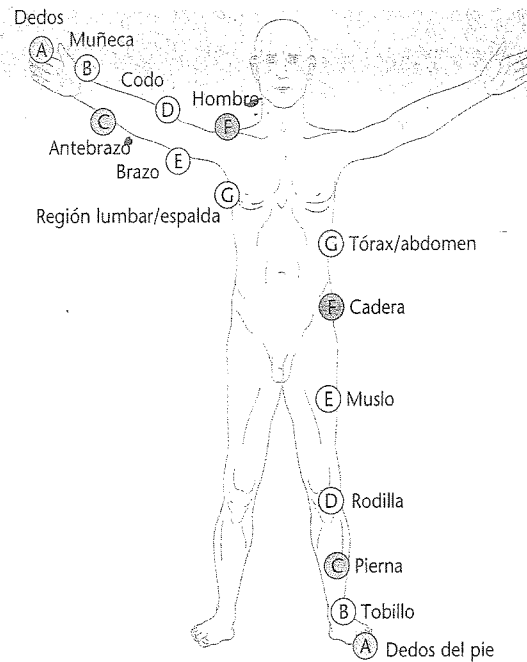 Dedos
A
Muñeca
B
Codo
D
Hombro
F
C
Antebrazo
Brazo
E
G
Región lumbar/espalda
G Tórax/abdomen
F Cadera
E Muslo
D Rodilla
C Pierna
B Tobillo
A Dedos del pie